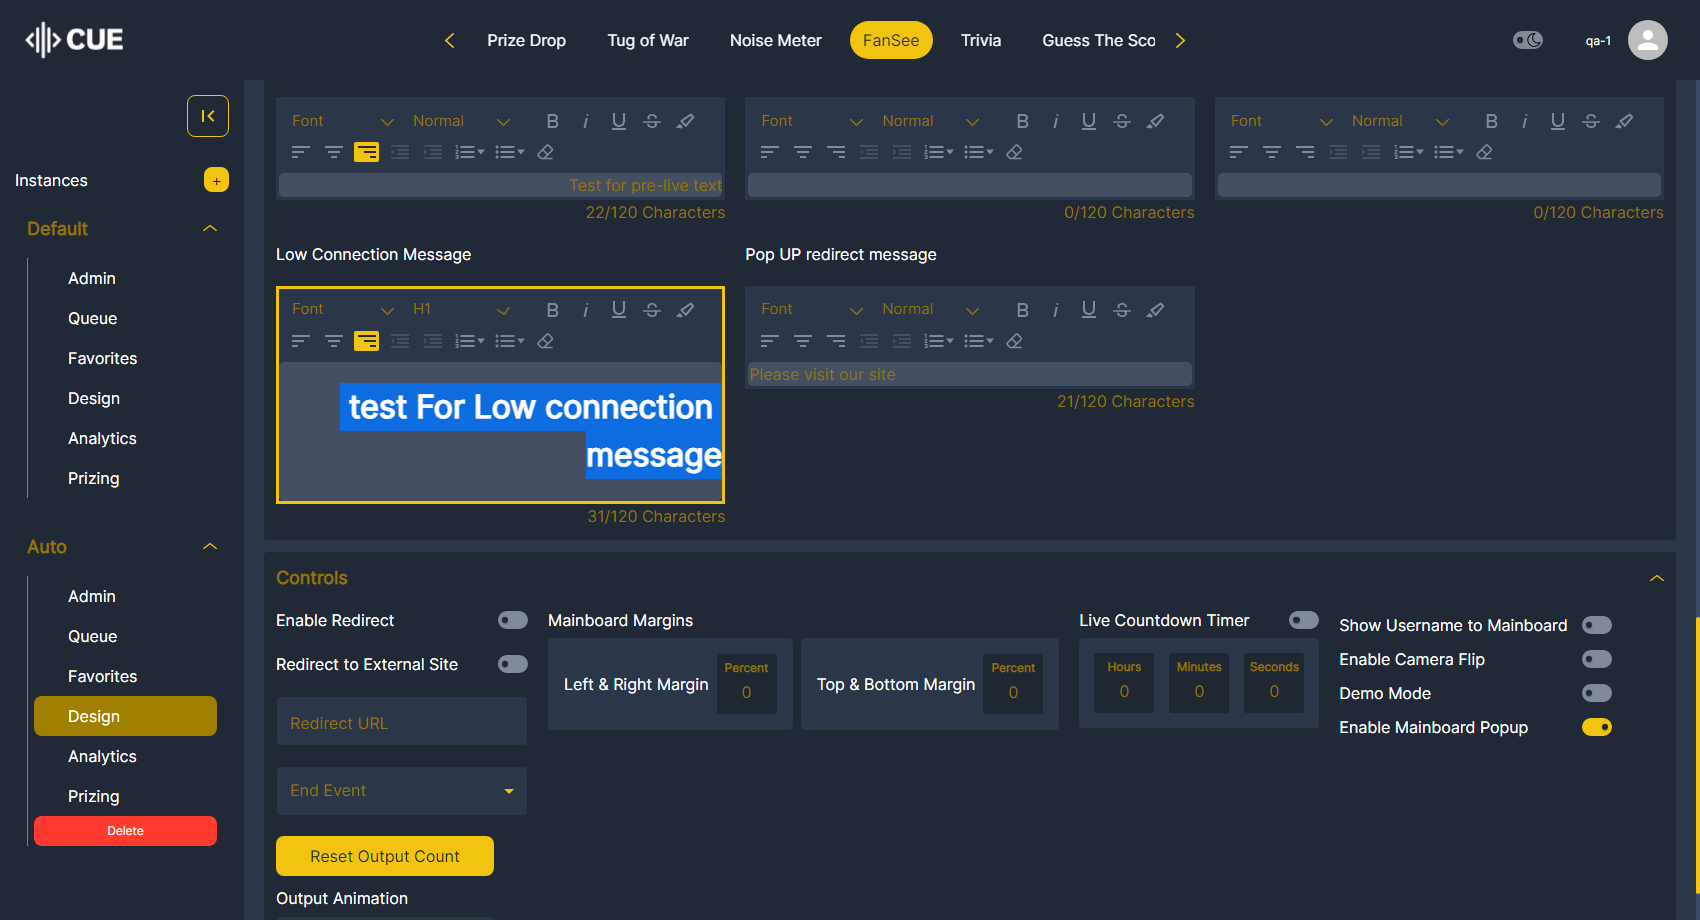 CUE
Prize Drop
Tug of War
Noise Meter
FanSee
Trivia
Guess The Sco
qa-1
Instances
+
Default
Admin
Queue
Favorites
Design
Analytics
Prizing
Auto
Admin
Queue
Favorites
Design
Analytics
Prizing
Delete
Font Normal B i U S
Test for pre-live text
22/120 Characters
Font Normal B i U S
0/120 Characters
Font Normal B i U S
0/120 Characters
Low Connection Message
Font H1 B i U S
test For Low connection
message
31/120 Characters
Pop UP redirect message
Font Normal B i U S
Please visit our site
21/120 Characters
Controls
Enable Redirect
Redirect to External Site
Redirect URL
End Event
Reset Output Count
Output Animation
Mainboard Margins
Left & Right Margin
Percent
0
Top & Bottom Margin
Percent
0
Live Countdown Timer
Hours Minutes Seconds
0 0 0
Show Username to Mainboard
Enable Camera Flip
Demo Mode
Enable Mainboard Popup